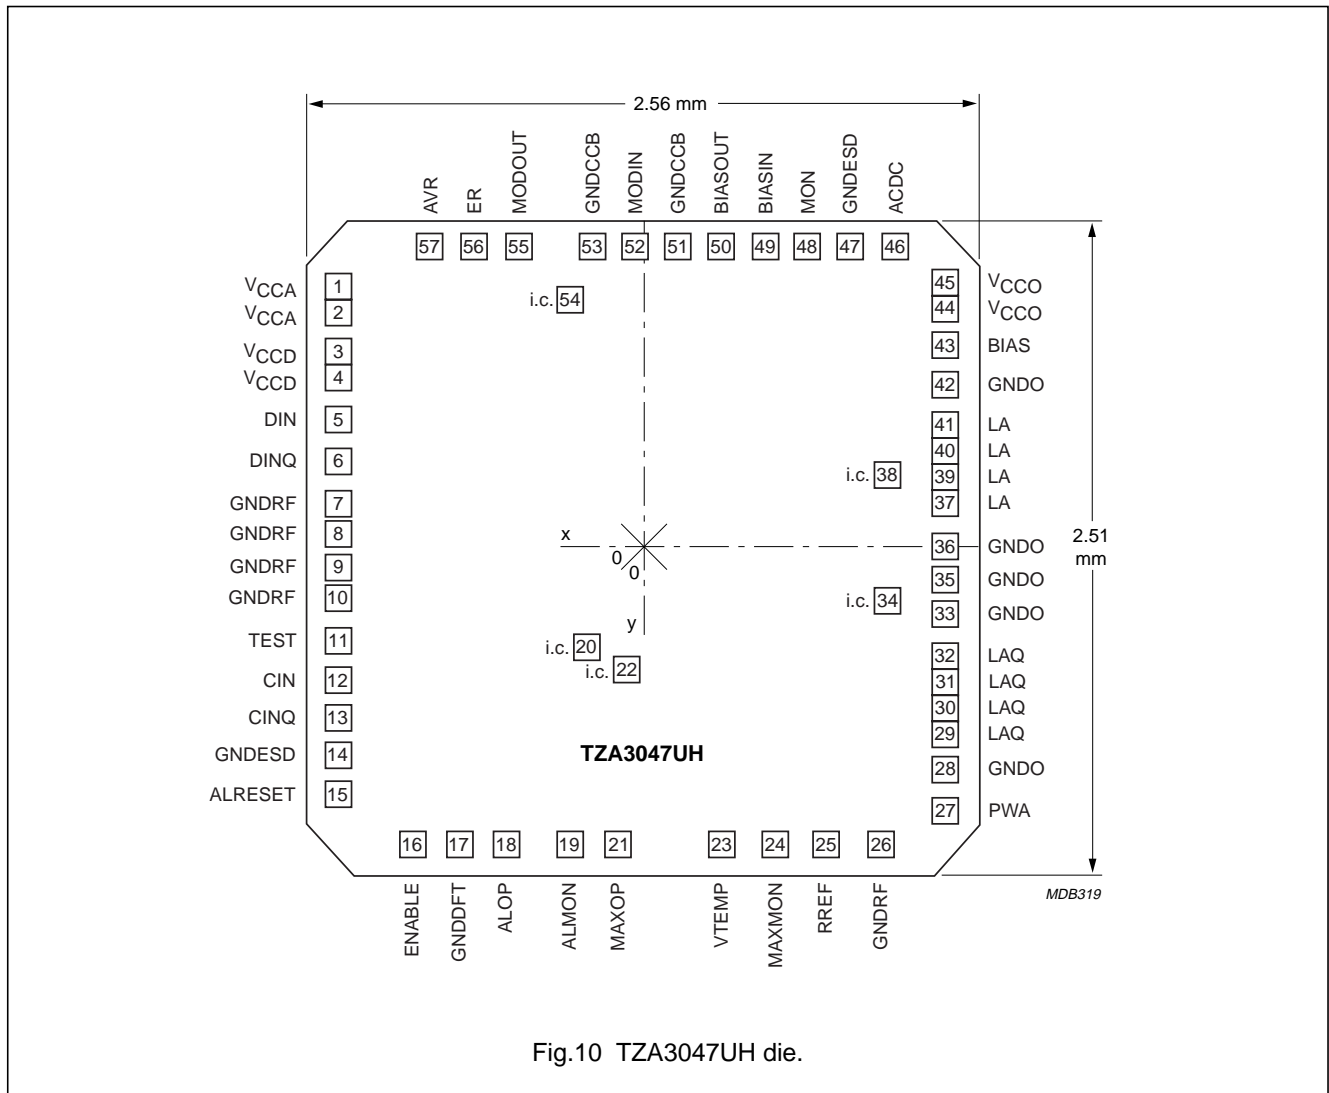 2.56 mm
AVR
ER
MODOUT
GNDCCB
MODIN
GNDCCB
BIASOUT
BIASIN
MON
GNDESD
ACDC
57
56
55
53
52
51
50
49
48
47
46
VCCA 1
VCCA 2
VCCD 3
VCCD 4
DIN 5
DINQ 6
GNDRF 7
GNDRF 8
GNDRF 9
GNDRF 10
TEST 11
CIN 12
CINQ 13
GNDESD 14
ALRESET 15
i.c. 54
i.c. 38
i.c. 34
i.c. 20
i.c. 22
x
0
0
y
TZA3047UH
45 VCCO
44 VCCO
43 BIAS
42 GNDO
41 LA
40 LA
39 LA
37 LA
36 GNDO
35 GNDO
33 GNDO
32 LAQ
31 LAQ
30 LAQ
29 LAQ
28 GNDO
27 PWA
2.51
mm
16
17
18
19
21
23
24
25
26
ENABLE
GNDDFT
ALOP
ALMON
MAXOP
VTEMP
MAXMON
RREF
GNDRF
MDB319
Fig.10 TZA3047UH die.